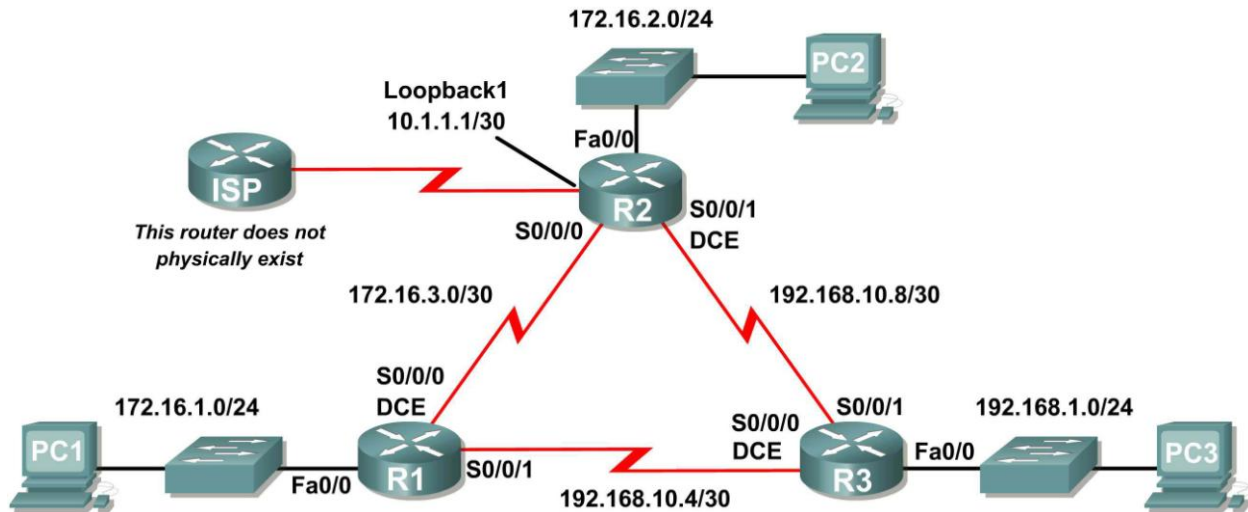 172.16.2.0/24
PC2
Loopback1
10.1.1.1/30
Fa0/0
ISP
R2
This router does not
physically exist
S0/0/0
S0/0/1
DCE
172.16.3.0/30
192.168.10.8/30
S0/0/0
DCE
172.16.1.0/24
S0/0/0
DCE
S0/0/1
192.168.1.0/24
PC1
Fa0/0
R1
S0/0/1
192.168.10.4/30
R3
Fa0/0
PC3